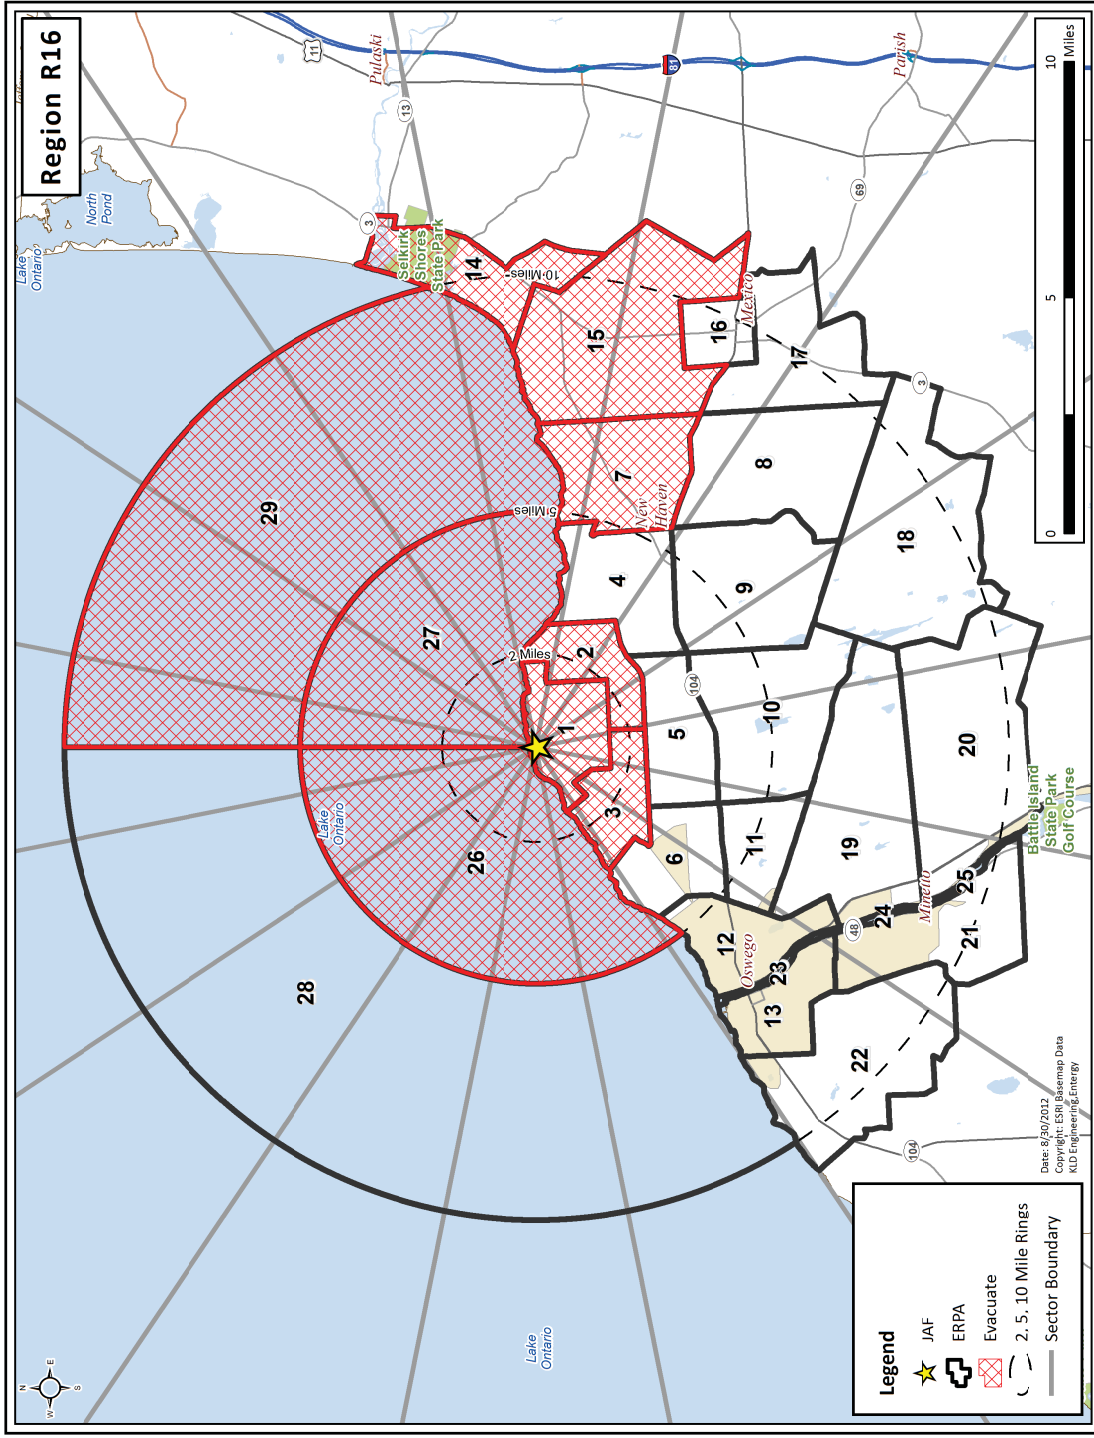 Region R16
Lake
Ontario
North
Pond
11
Pulaski
13
3
Selkirk
Shores
State Park
14
10 Miles
29
15
16
Mexico
81
Parish
69
17
3
7
New
Haven
8
5 Miles
27
4
9
18
2 Miles
2
1
104
5
10
20
3
26
Lake
Ontario
6
11
19
Battle Island
State Park
Golf Course
28
12
Oswego
23
13
48
24
Minetto
25
21
22
104
Lake
Ontario
N
W
E
S
0
5
10
Miles
Date: 8/30/2012
Copyright: ESRI Basemap Data
KLD Engineering, Entergy
Legend
JAF
ERPA
Evacuate
2, 5, 10 Mile Rings
Sector Boundary